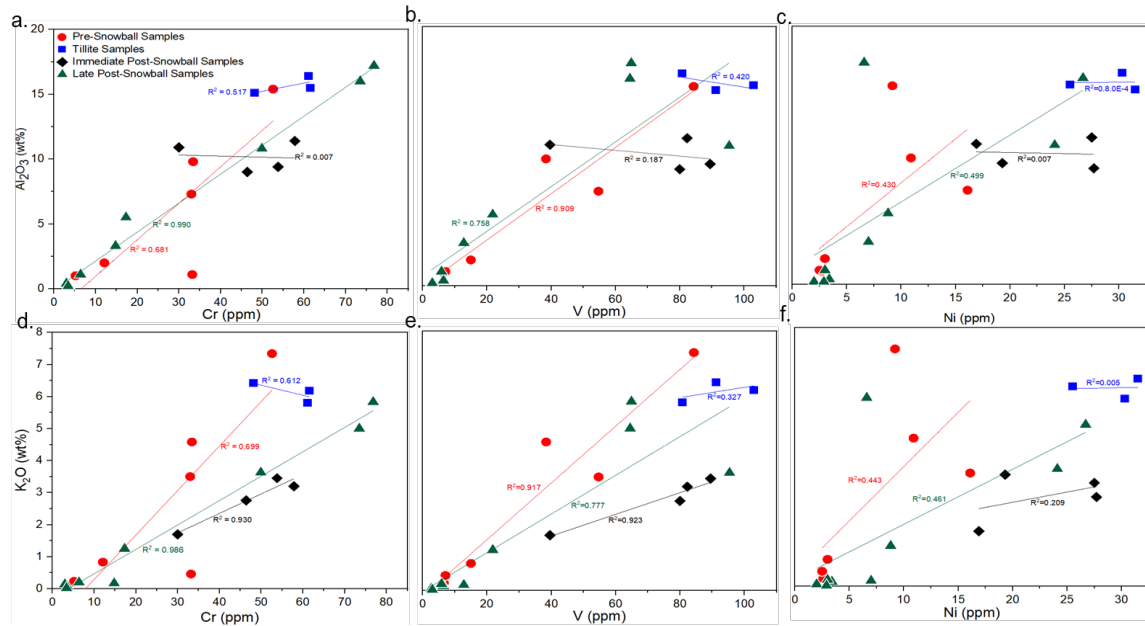 a.
b.
c.
20
15
10
5
0
Al₂O₃ (wt%)
Pre-Snowball Samples
Tillite Samples
Immediate Post-Snowball Samples
Late Post-Snowball Samples
R² = 0.517
R² = 0.007
R² = 0.990
R² = 0.681
0 10 20 30 40 50 60 70 80
Cr (ppm)
R² = 0.420
R² = 0.187
R² = 0.909
R² = 0.758
0 20 40 60 80 100
V (ppm)
R²=0.8.0E-4
R²=0.007
R²=0.499
R²=0.430
0 5 10 15 20 25 30
Ni (ppm)
d.
e.
f.
8
7
6
5
4
3
2
1
0
K₂O (wt%)
R² = 0.612
R² = 0.699
R² = 0.930
R² = 0.986
0 10 20 30 40 50 60 70 80
Cr (ppm)
R²=0.327
R²=0.917
R²=0.777
R²=0.923
0 20 40 60 80 100
V (ppm)
R²=0.005
R²=0.443
R²=0.461
R²=0.209
0 5 10 15 20 25 30
Ni (ppm)